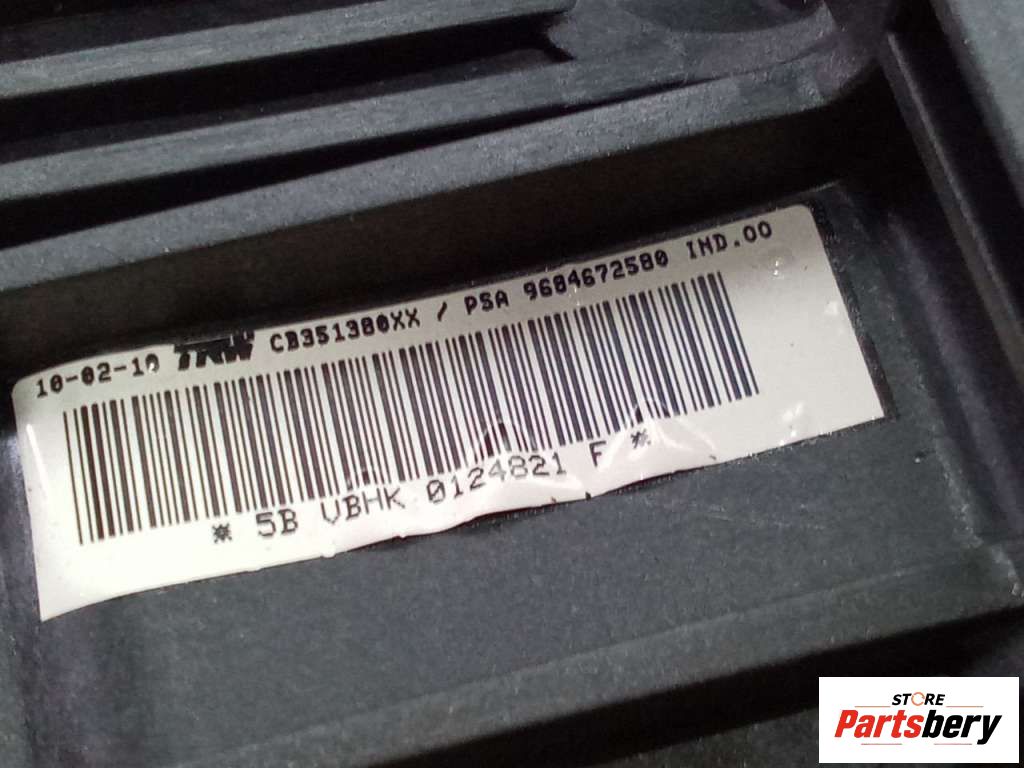 10-02-10 TRW CB351380XX / PSA 9684672580 IND.00
* 5B VBHK 0124821 F *
STORE
Partsbery